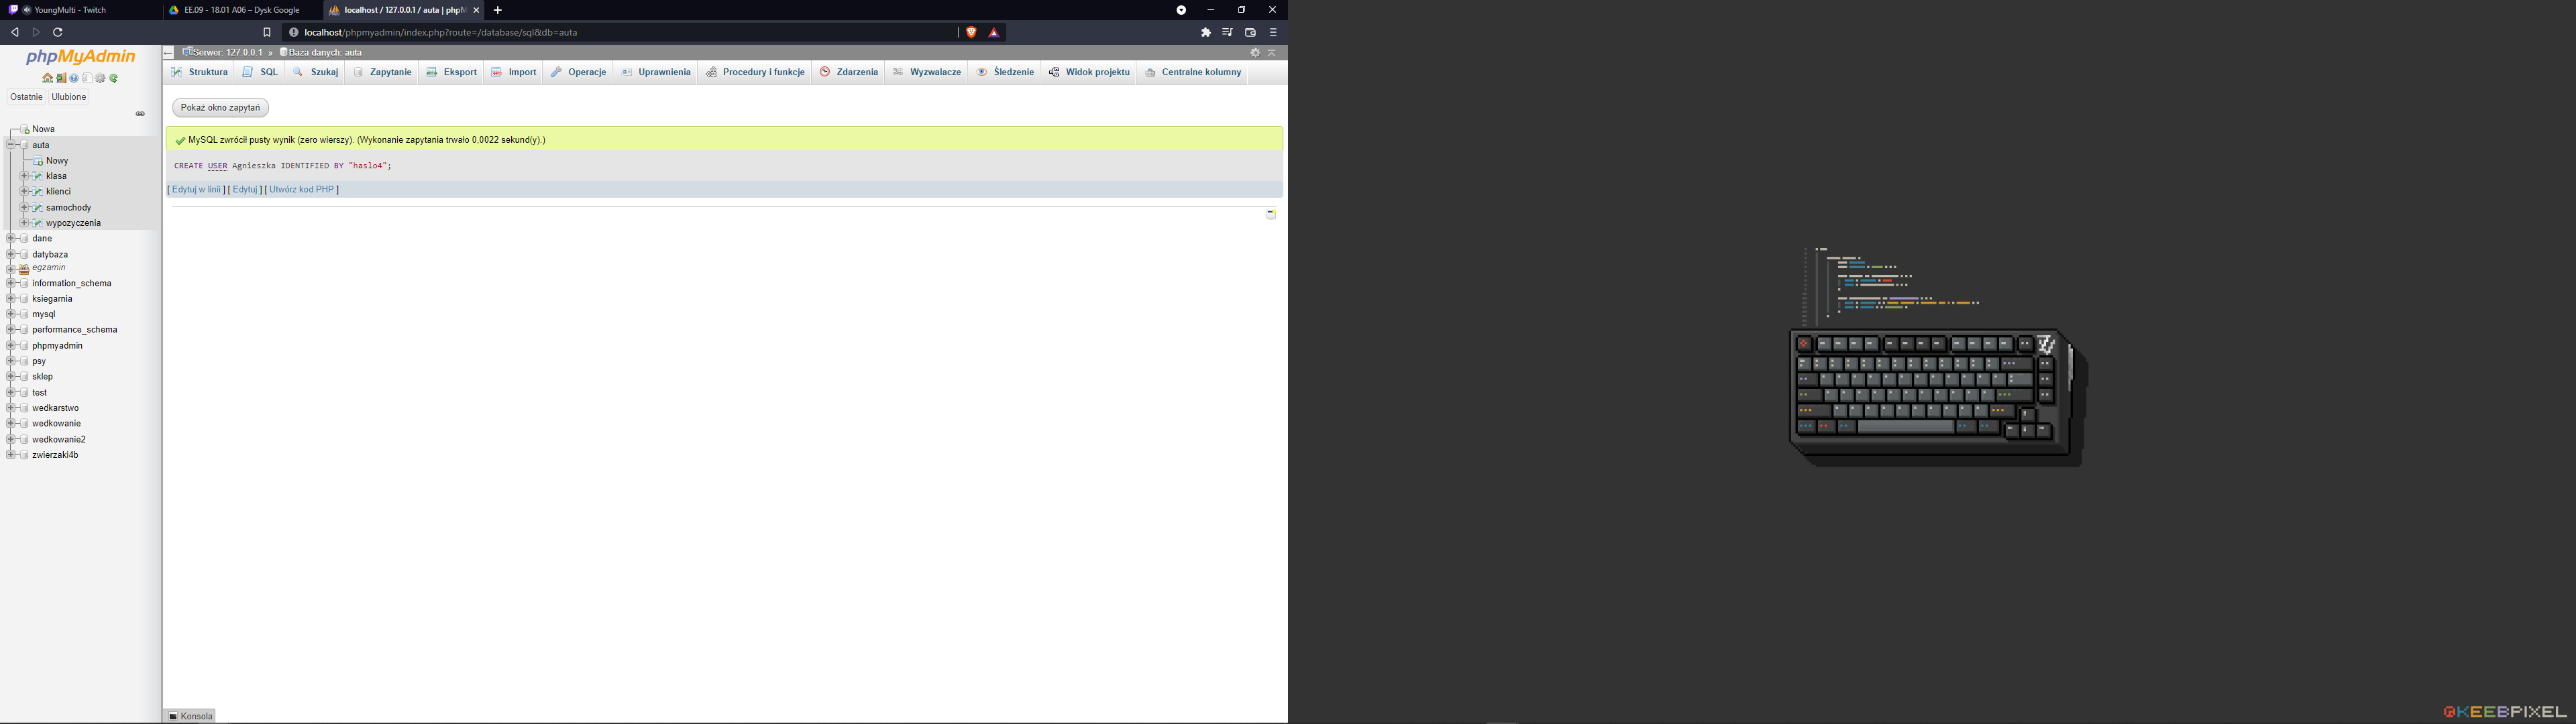 YoungMulti - Twitch
EE.09 - 18.01 A06 – Dysk Google
localhost / 127.0.0.1 / auta | phpM
localhost/phpmyadmin/index.php?route=/database/sql&db=auta
phpMyAdmin
Ostatnie Ulubione
Nowa
auta
Nowy
klasa
klienci
samochody
wypozyczenia
dane
datybaza
egzamin
information_schema
ksiegarnia
mysql
performance_schema
phpmyadmin
psy
sklep
test
wedkarstwo
wedkowanie
wedkowanie2
zwierzaki4b
Serwer: 127.0.0.1 » Baza danych: auta
Struktura SQL Szukaj Zapytanie Eksport Import Operacje Uprawnienia Procedury i funkcje Zdarzenia Wyzwalacze Śledzenie Widok projektu Centralne kolumny
Pokaż okno zapytań
MySQL zwrócił pusty wynik (zero wierszy). (Wykonanie zapytania trwało 0,0022 sekund(y).)
CREATE USER Agnieszka IDENTIFIED BY "haslo4";
[ Edytuj w linii ] [ Edytuj ] [ Utwórz kod PHP ]
Konsola
KEEBPIXEL